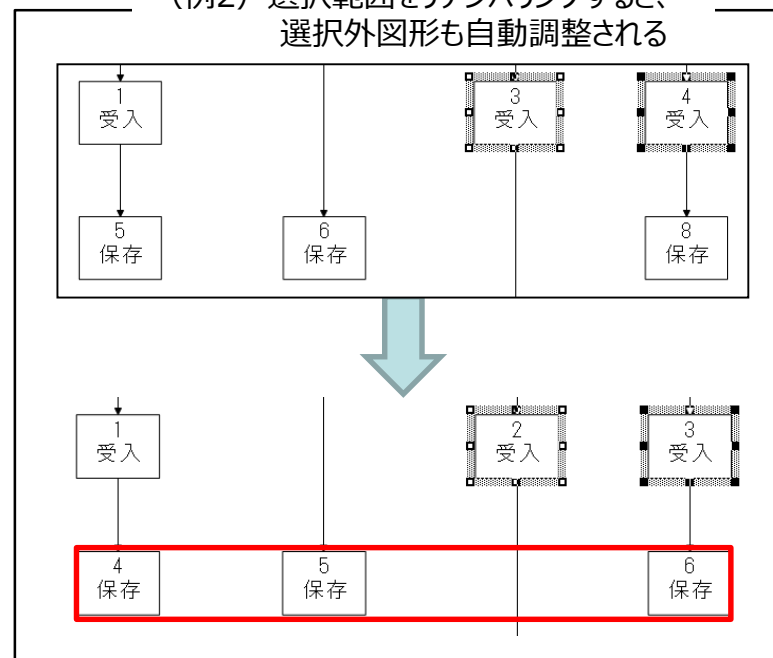 (例2) 選択範囲をリナンバリングすると、
選択外図形も自動調整される
1
受入
3
受入
4
受入
5
保存
6
保存
8
保存
1
受入
2
受入
3
受入
4
保存
5
保存
6
保存